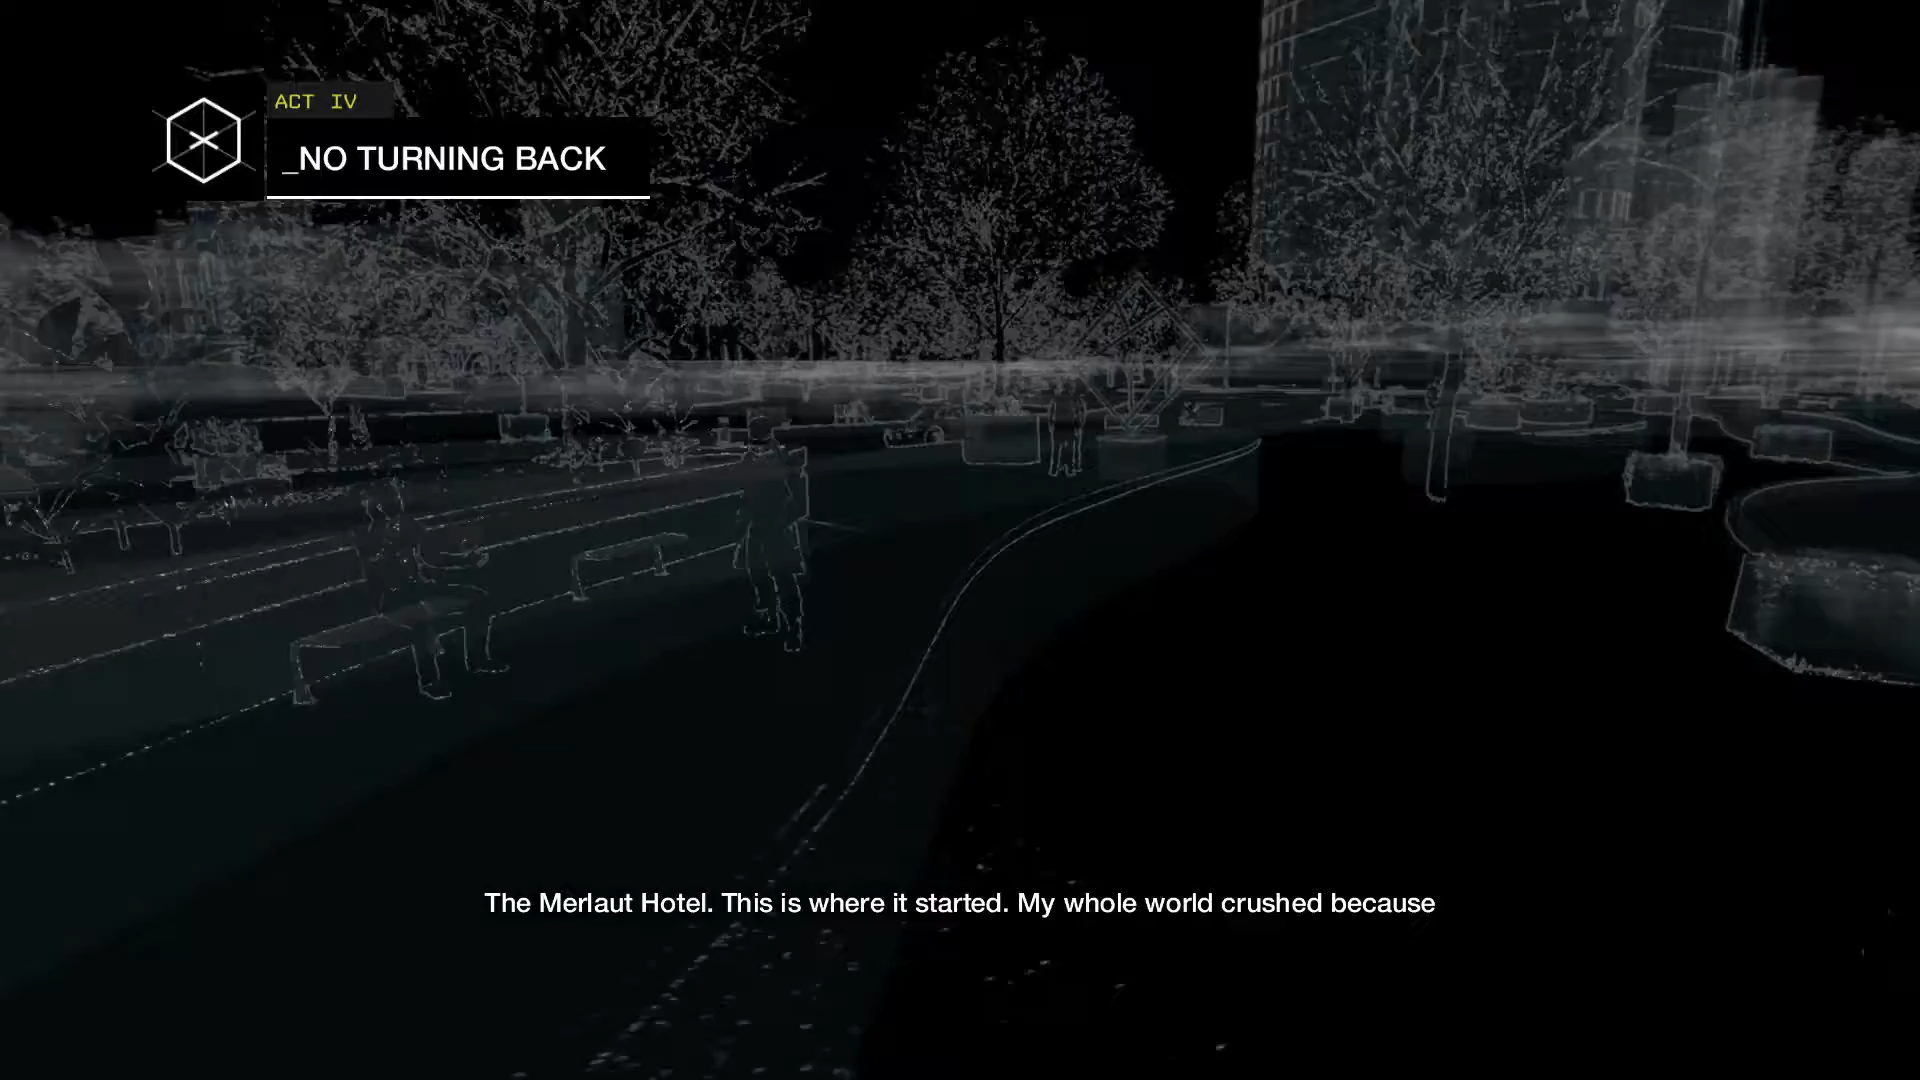 ACT IV
_NO TURNING BACK
The Merlaut Hotel. This is where it started. My whole world crushed because